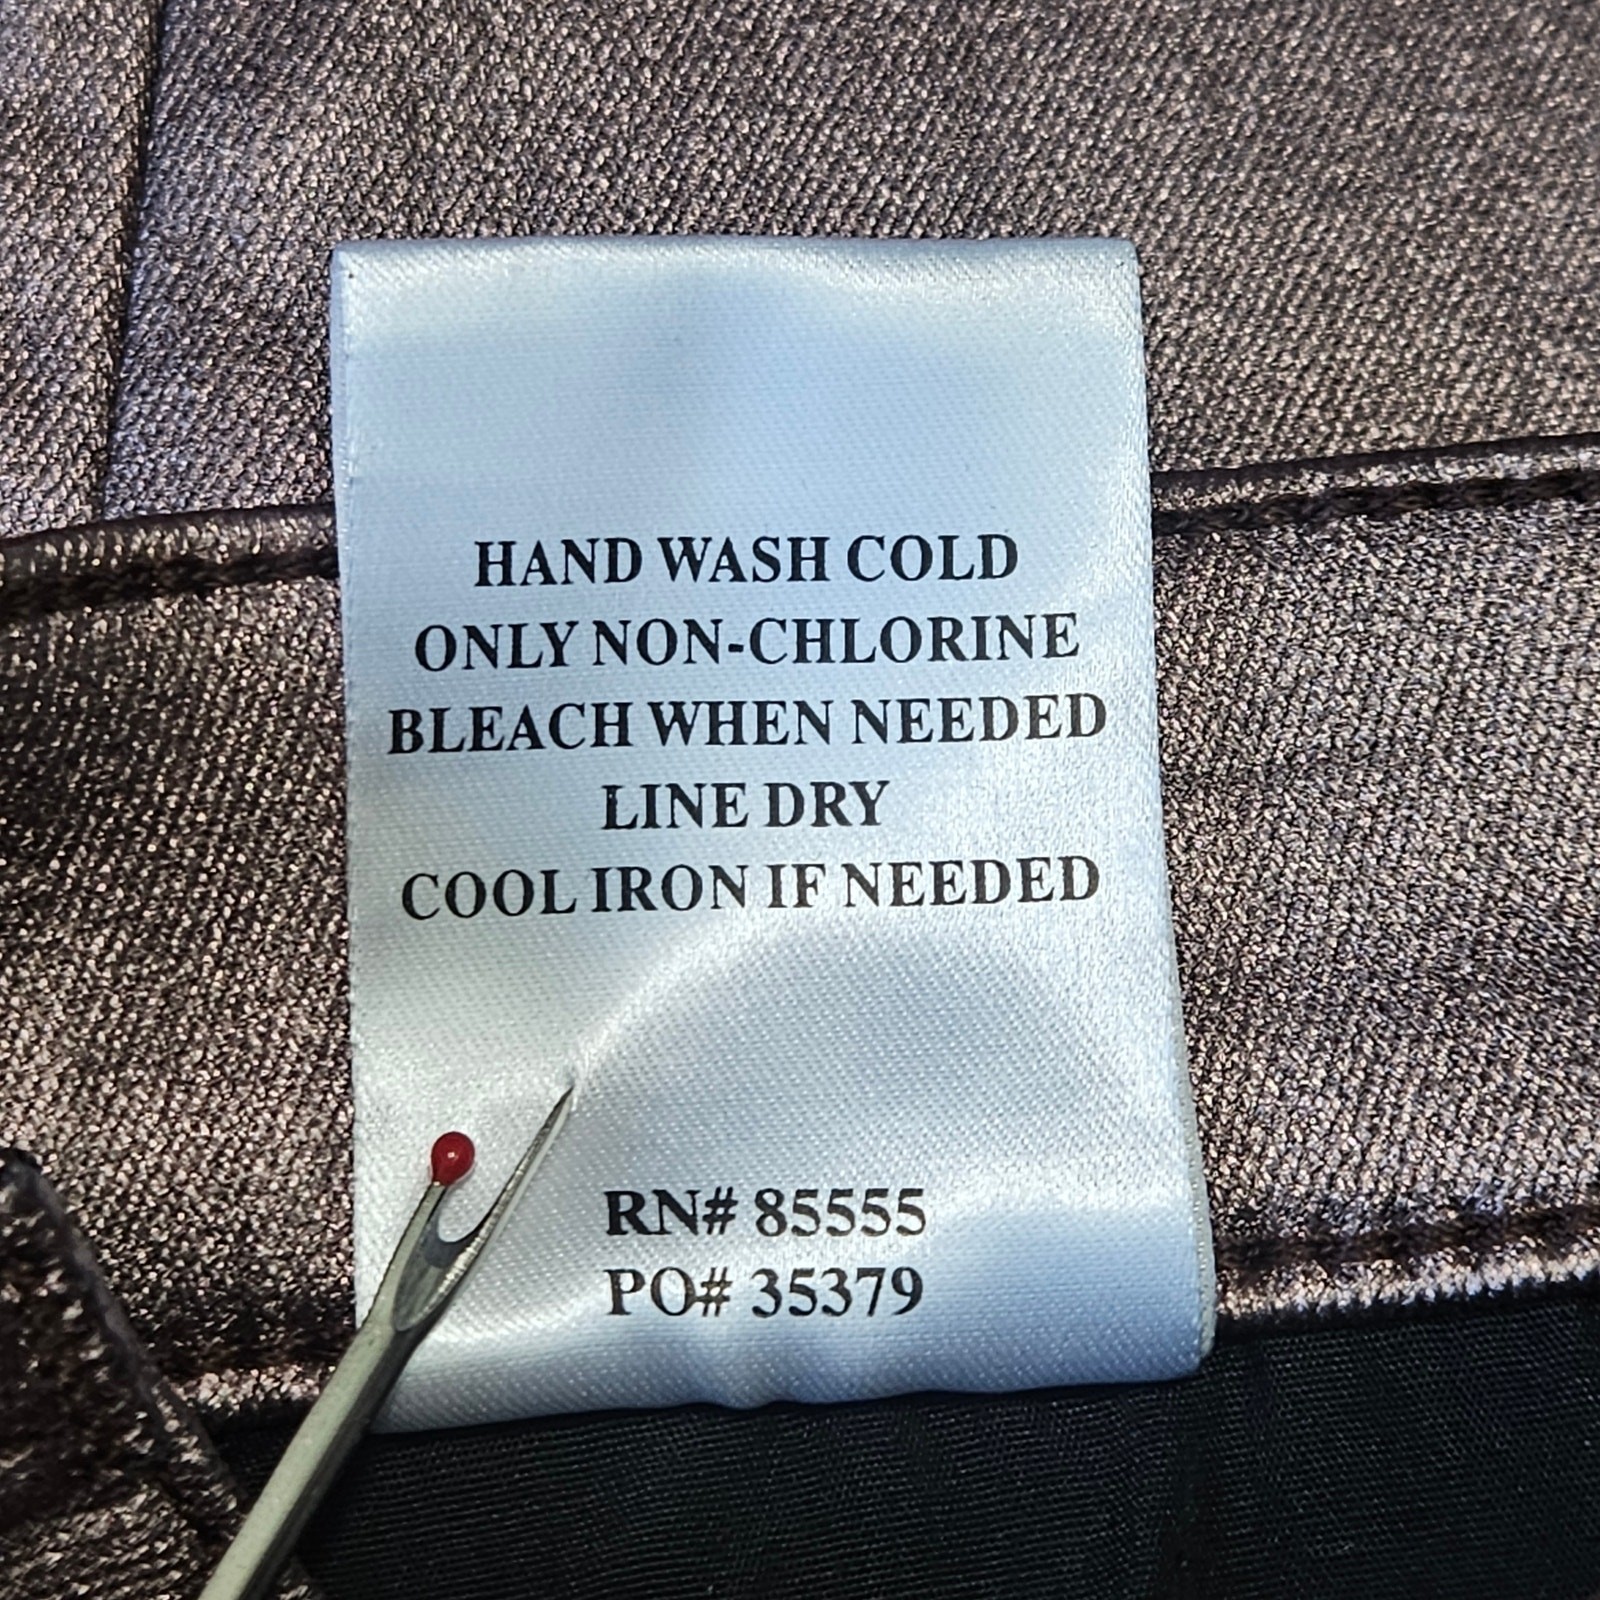 HAND WASH COLD
ONLY NON-CHLORINE
BLEACH WHEN NEEDED
LINE DRY
COOL IRON IF NEEDED
RN# 85555
PO# 35379